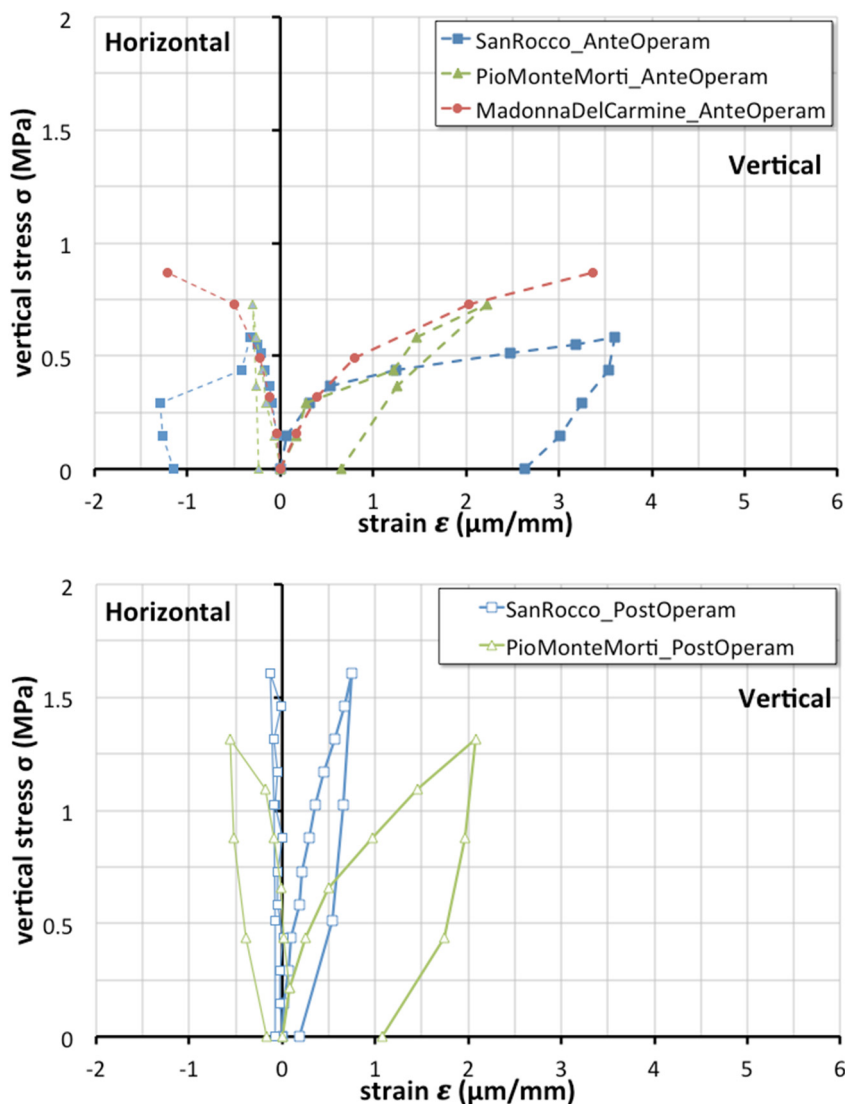 Horizontal
SanRocco_AnteOperam
PioMonteMorti_AnteOperam
MadonnaDelCarmine_AnteOperam
Vertical
vertical stress σ (MPa)
2
1.5
1
0.5
0
-2 -1 0 1 2 3 4 5 6
strain ε (μm/mm)
Horizontal
SanRocco_PostOperam
PioMonteMorti_PostOperam
Vertical
vertical stress σ (MPa)
2
1.5
1
0.5
0
-2 -1 0 1 2 3 4 5 6
strain ε (μm/mm)